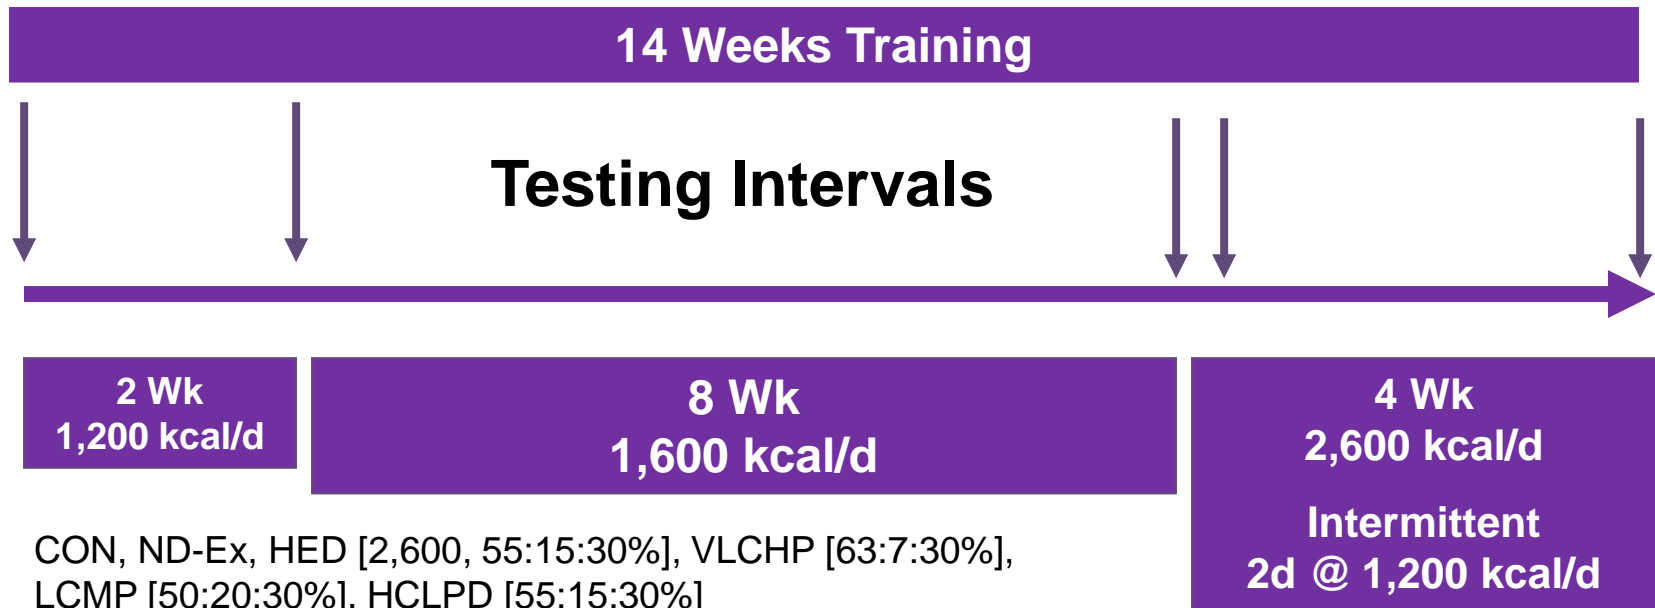 14 Weeks Training
Testing Intervals
2 Wk
1,200 kcal/d
8 Wk
1,600 kcal/d
4 Wk
2,600 kcal/d
Intermittent
2d @ 1,200 kcal/d
CON, ND-Ex, HED [2,600, 55:15:30%], VLCHP [63:7:30%],
LCMP [50:20:30%], HCLPD [55:15:30%]